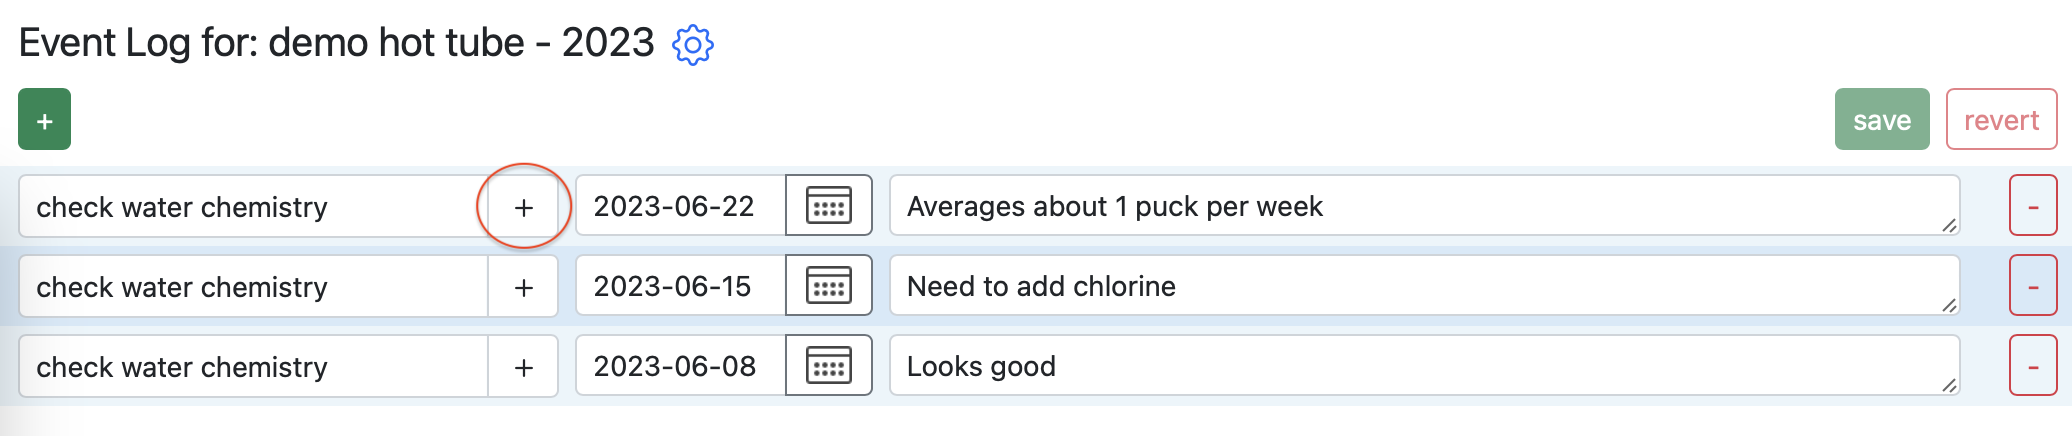 Event Log for: demo hot tube - 2023
+
save revert
check water chemistry + 2023-06-22 Averages about 1 puck per week -
check water chemistry + 2023-06-15 Need to add chlorine -
check water chemistry + 2023-06-08 Looks good -